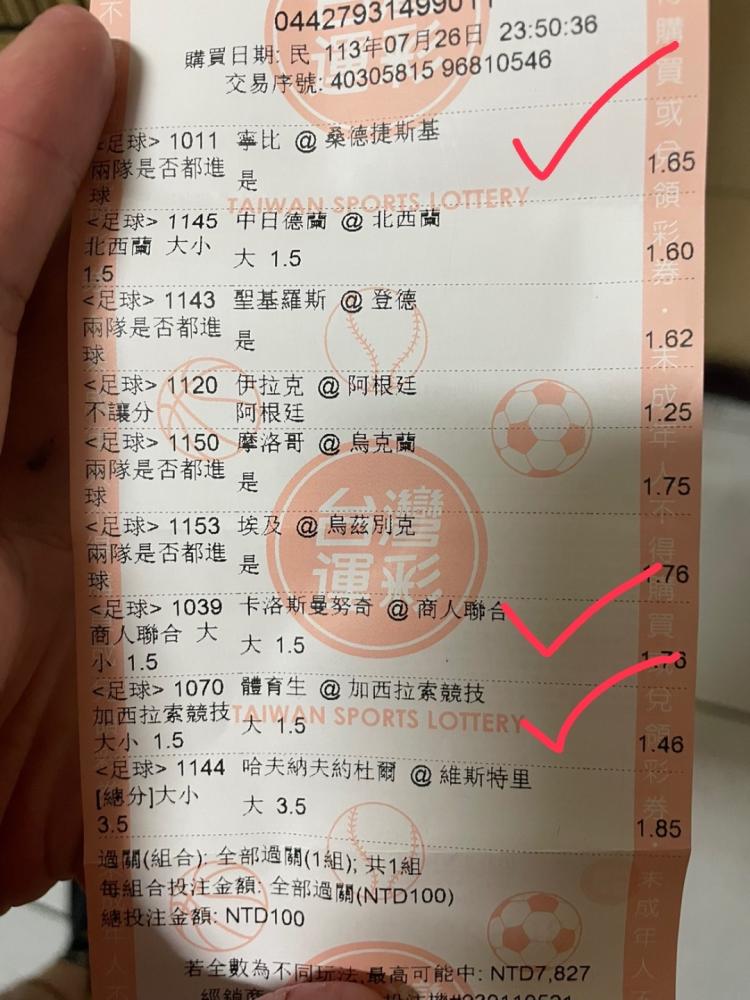 購買日期: 民 113年07月26日 23:50:36
交易序號: 40305815 96810546
<足球> 1011 寧比 @ 桑德捷斯基
兩隊是否都進球 是 1.65
TAIWAN SPORTS LOTTERY
<足球> 1145 中日德蘭 @ 北西蘭
北西蘭 大小 1.5 大 1.5 1.60
<足球> 1143 聖基羅斯 @ 登德
兩隊是否都進球 是 1.62
<足球> 1120 伊拉克 @ 阿根廷
不讓分 阿根廷 1.25
<足球> 1150 摩洛哥 @ 烏克蘭
兩隊是否都進球 是 1.75
台灣運彩
<足球> 1153 埃及 @ 烏茲別克
兩隊是否都進球 是 1.76
<足球> 1039 卡洛斯曼努奇 @ 商人聯合
商人聯合 大小 1.5 大 1.5 1.76
<足球> 1070 體育生 @ 加西拉索競技
加西拉索競技 大小 1.5 大 1.5 1.46
TAIWAN SPORTS LOTTERY
<足球> 1144 哈夫納夫約杜爾 @ 維斯特里
[總分]大小 3.5 大 3.5 1.85
過關(組合): 全部過關(1組); 共1組
每組合投注金額: 全部過關(NTD100)
總投注金額: NTD100
若全數為不同玩法,最高可能中: NTD7,827